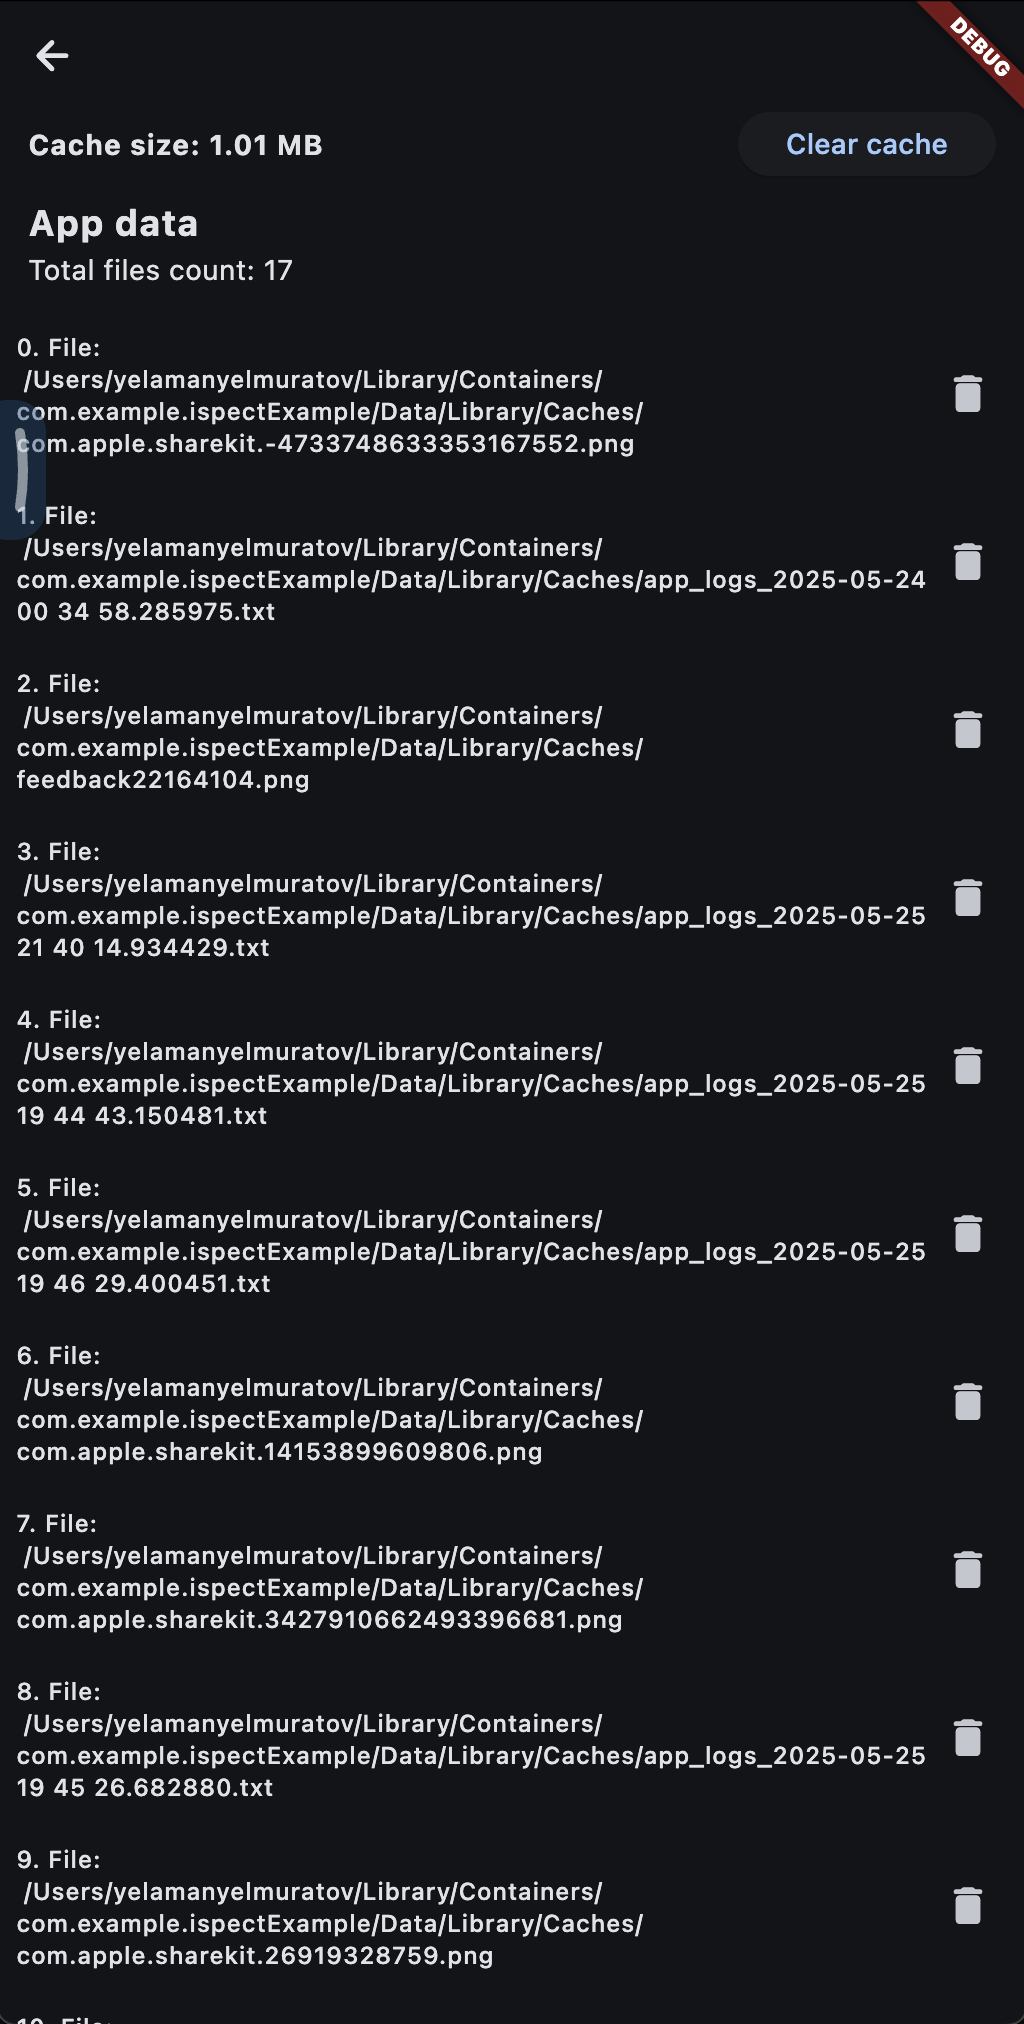 DEBUG
Cache size: 1.01 MB
Clear cache
App data
Total files count: 17
0. File:
/Users/yelamanyelmuratov/Library/Containers/
com.example.ispectExample/Data/Library/Caches/
com.apple.sharekit.-4733748633353167552.png
1. File:
/Users/yelamanyelmuratov/Library/Containers/
com.example.ispectExample/Data/Library/Caches/app_logs_2025-05-24
00 34 58.285975.txt
2. File:
/Users/yelamanyelmuratov/Library/Containers/
com.example.ispectExample/Data/Library/Caches/
feedback22164104.png
3. File:
/Users/yelamanyelmuratov/Library/Containers/
com.example.ispectExample/Data/Library/Caches/app_logs_2025-05-25
21 40 14.934429.txt
4. File:
/Users/yelamanyelmuratov/Library/Containers/
com.example.ispectExample/Data/Library/Caches/app_logs_2025-05-25
19 44 43.150481.txt
5. File:
/Users/yelamanyelmuratov/Library/Containers/
com.example.ispectExample/Data/Library/Caches/app_logs_2025-05-25
19 46 29.400451.txt
6. File:
/Users/yelamanyelmuratov/Library/Containers/
com.example.ispectExample/Data/Library/Caches/
com.apple.sharekit.14153899609806.png
7. File:
/Users/yelamanyelmuratov/Library/Containers/
com.example.ispectExample/Data/Library/Caches/
com.apple.sharekit.3427910662493396681.png
8. File:
/Users/yelamanyelmuratov/Library/Containers/
com.example.ispectExample/Data/Library/Caches/app_logs_2025-05-25
19 45 26.682880.txt
9. File:
/Users/yelamanyelmuratov/Library/Containers/
com.example.ispectExample/Data/Library/Caches/
com.apple.sharekit.26919328759.png
10. File: